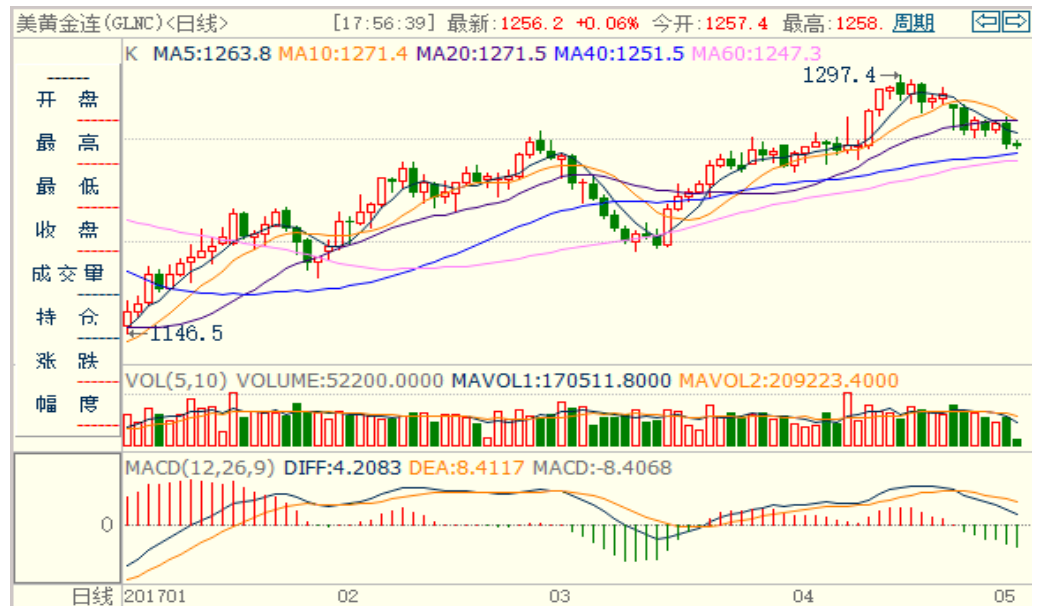 美黄金连(GLNC)<日线> [17:56:39] 最新:1256.2 +0.06% 今开:1257.4 最高:1258. 周期
K MA5:1263.8 MA10:1271.4 MA20:1271.5 MA40:1251.5 MA60:1247.3
1297.4
开 盘
最 高
最 低
收 盘
成交量
持 仓
涨 跌
幅 度
1146.5
VOL(5,10) VOLUME:52200.0000 MAVOL1:170511.8000 MAVOL2:209223.4000
MACD(12,26,9) DIFF:4.2083 DEA:8.4117 MACD:-8.4068
0
日线 201701 02 03 04 05